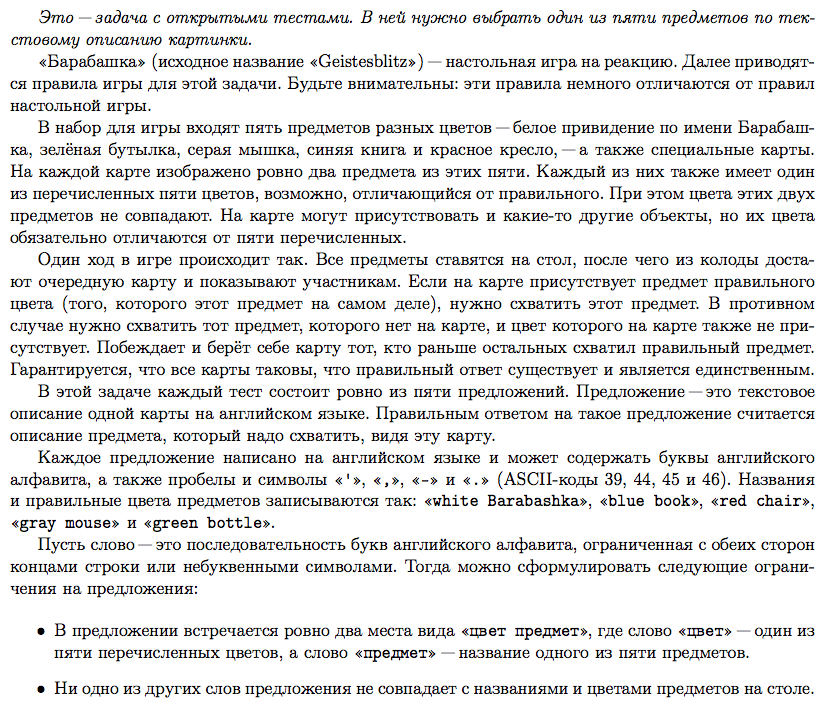 Это — задача с открытыми тестами. В ней нужно выбрать один из пяти предметов по тек-
стовому описанию картинки.
«Барабашка» (исходное название «Geistesblitz») — настольная игра на реакцию. Далее приводят-
ся правила игры для этой задачи. Будьте внимательны: эти правила немного отличаются от правил
настольной игры.
В набор для игры входят пять предметов разных цветов — белое привидение по имени Барабаш-
ка, зелёная бутылка, серая мышка, синяя книга и красное кресло, — а также специальные карты.
На каждой карте изображено ровно два предмета из этих пяти. Каждый из них также имеет один
из перечисленных пяти цветов, возможно, отличающийся от правильного. При этом цвета этих двух
предметов не совпадают. На карте могут присутствовать и какие-то другие объекты, но их цвета
обязательно отличаются от пяти перечисленных.
Один ход в игре происходит так. Все предметы ставятся на стол, после чего из колоды доста-
ют очередную карту и показывают участникам. Если на карте присутствует предмет правильного
цвета (того, которого этот предмет на самом деле), нужно схватить этот предмет. В противном
случае нужно схватить тот предмет, которого нет на карте, и цвет которого на карте также не при-
сутствует. Побеждает и берёт себе карту тот, кто раньше остальных схватил правильный предмет.
Гарантируется, что все карты таковы, что правильный ответ существует и является единственным.
В этой задаче каждый тест состоит ровно из пяти предложений. Предложение — это текстовое
описание одной карты на английском языке. Правильным ответом на такое предложение считается
описание предмета, который надо схватить, видя эту карту.
Каждое предложение написано на английском языке и может содержать буквы английского
алфавита, а также пробелы и символы «'», «,», «-» и «.» (ASCII-коды 39, 44, 45 и 46). Названия
и правильные цвета предметов записываются так: «white Barabashka», «blue book», «red chair»,
«gray mouse» и «green bottle».
Пусть слово — это последовательность букв английского алфавита, ограниченная с обеих сторон
концами строки или небуквенными символами. Тогда можно сформулировать следующие ограни-
чения на предложения:
• В предложении встречается ровно два места вида «цвет предмет», где слово «цвет» — один из
пяти перечисленных цветов, а слово «предмет» — название одного из пяти предметов.
• Ни одно из других слов предложения не совпадает с названиями и цветами предметов на столе.